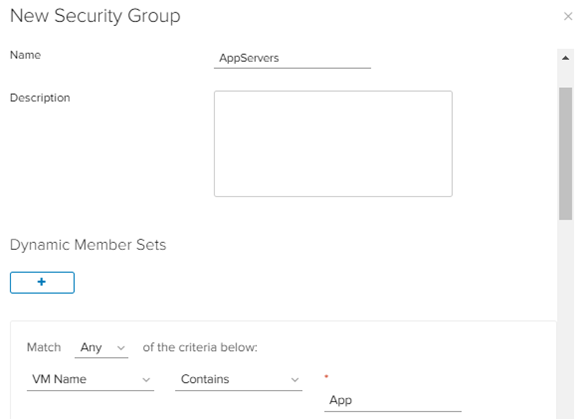 New Security Group ×
Name AppServers
Description
Dynamic Member Sets
+
Match Any of the criteria below:
VM Name Contains *
App